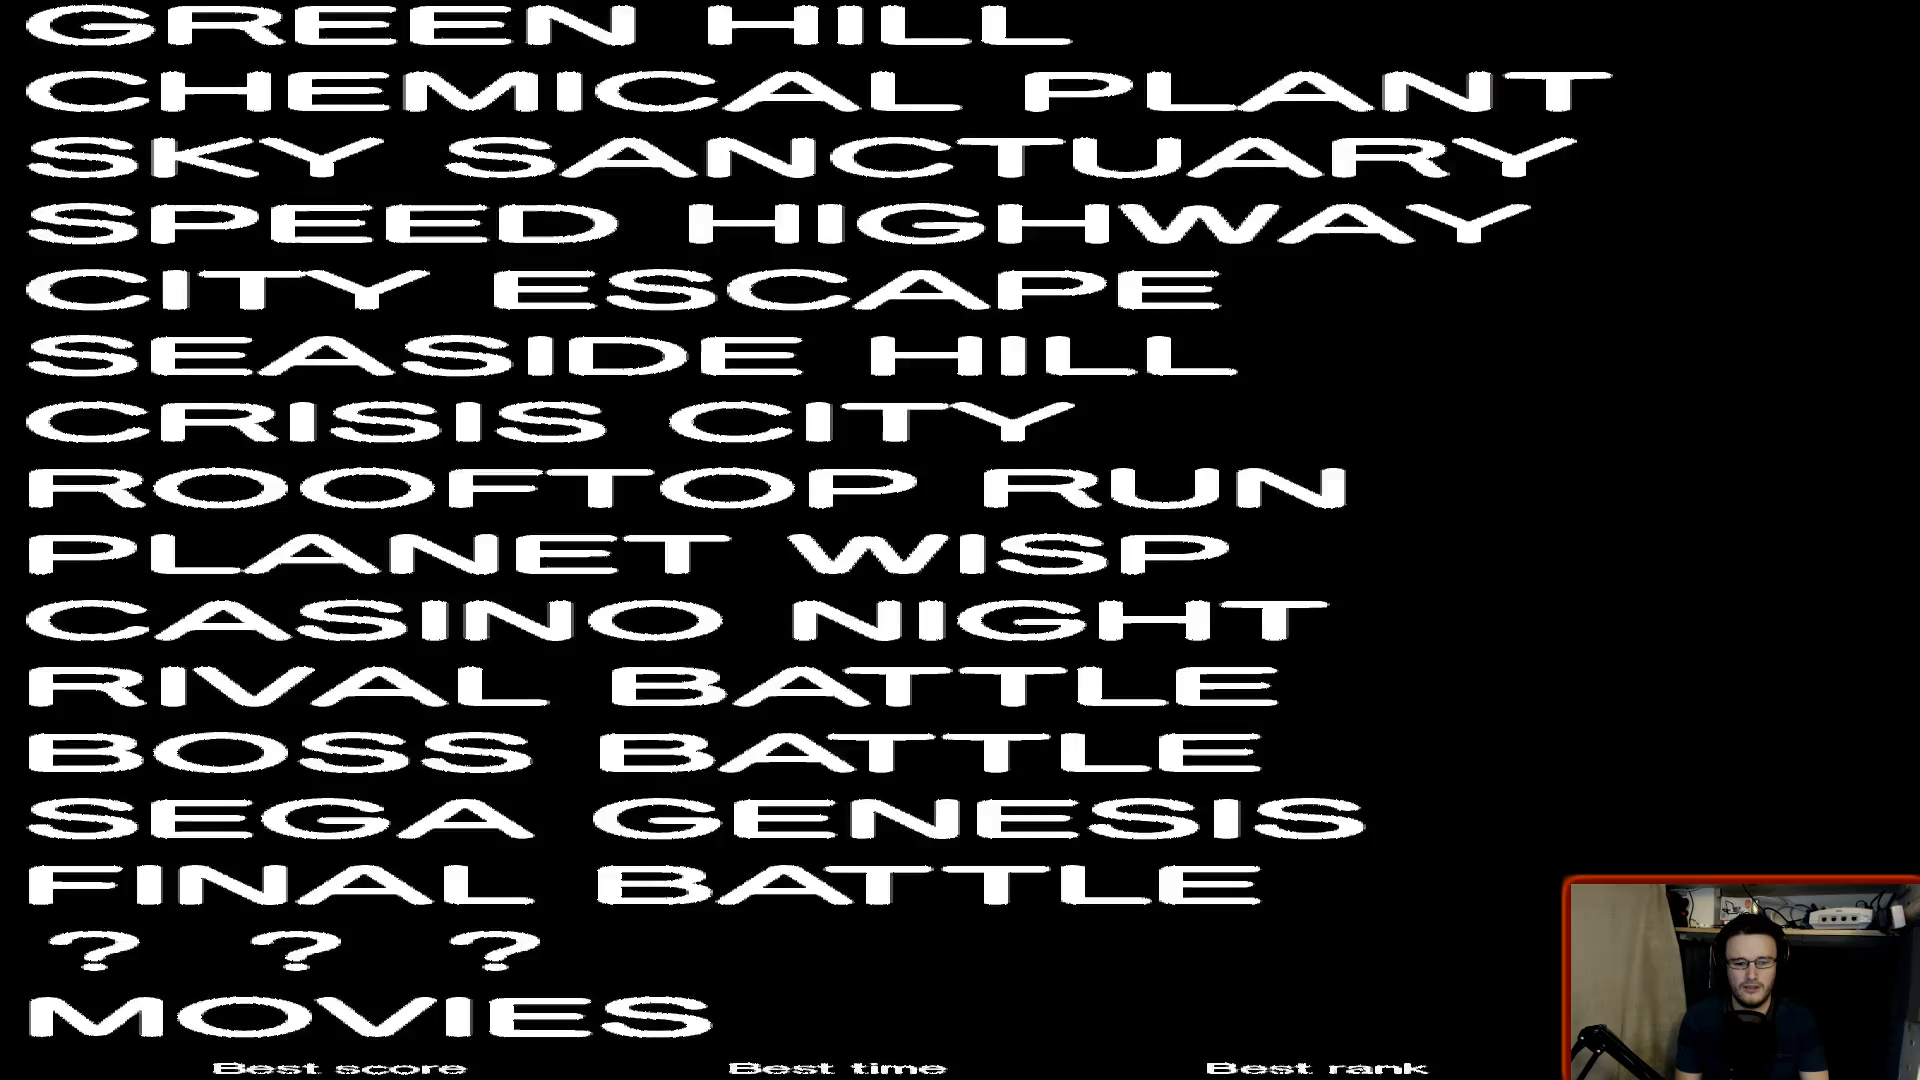 GREEN HILL
CHEMICAL PLANT
SKY SANCTUARY
SPEED HIGHWAY
CITY ESCAPE
SEASIDE HILL
CRISIS CITY
ROOFTOP RUN
PLANET WISP
CASINO NIGHT
RIVAL BATTLE
BOSS BATTLE
SEGA GENESIS
FINAL BATTLE
? ? ?
MOVIES
Best score Best time Best rank